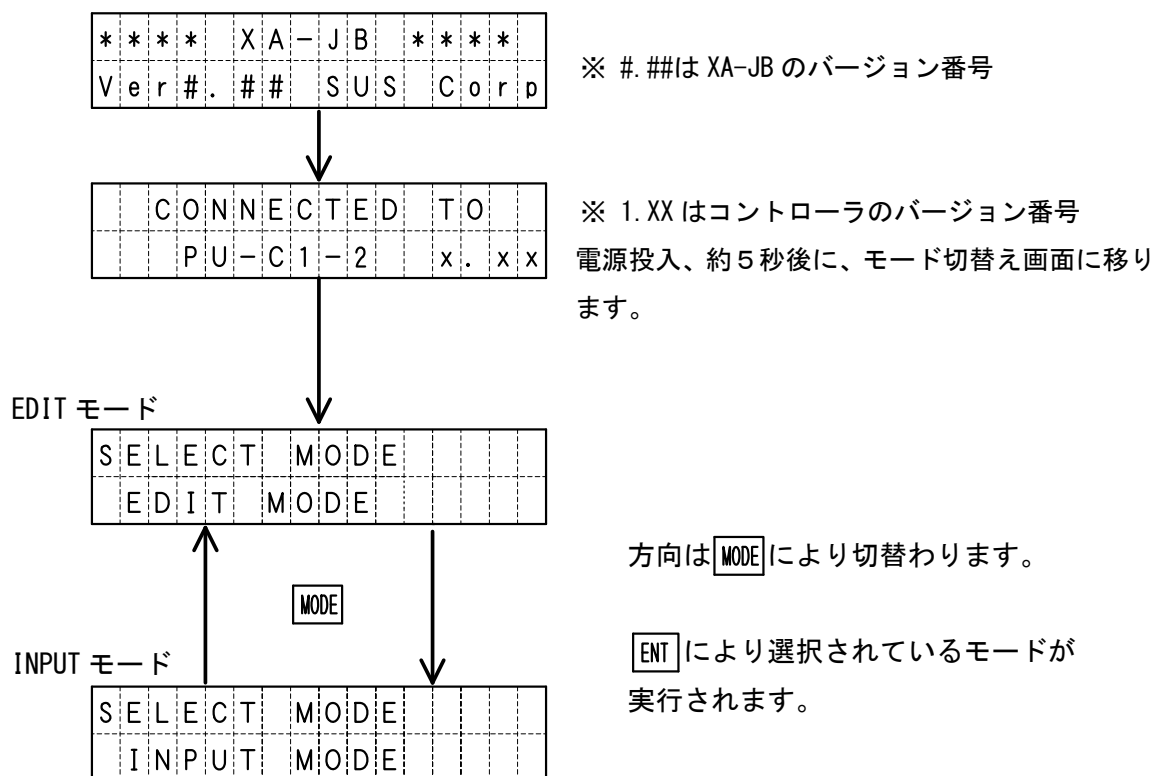 **** XA-JB ****
Ver#.## SUS Corp
※ #.##は XA-JB のバージョン番号
CONNECTED TO
PU-C1-2 x.xx
※ 1.XX はコントローラのバージョン番号
電源投入、約５秒後に、モード切替え画面に移り
ます。
EDIT モード
SELECT MODE
EDIT MODE
方向は MODE により切替わります。
MODE
ENT により選択されているモードが
実行されます。
INPUT モード
SELECT MODE
INPUT MODE